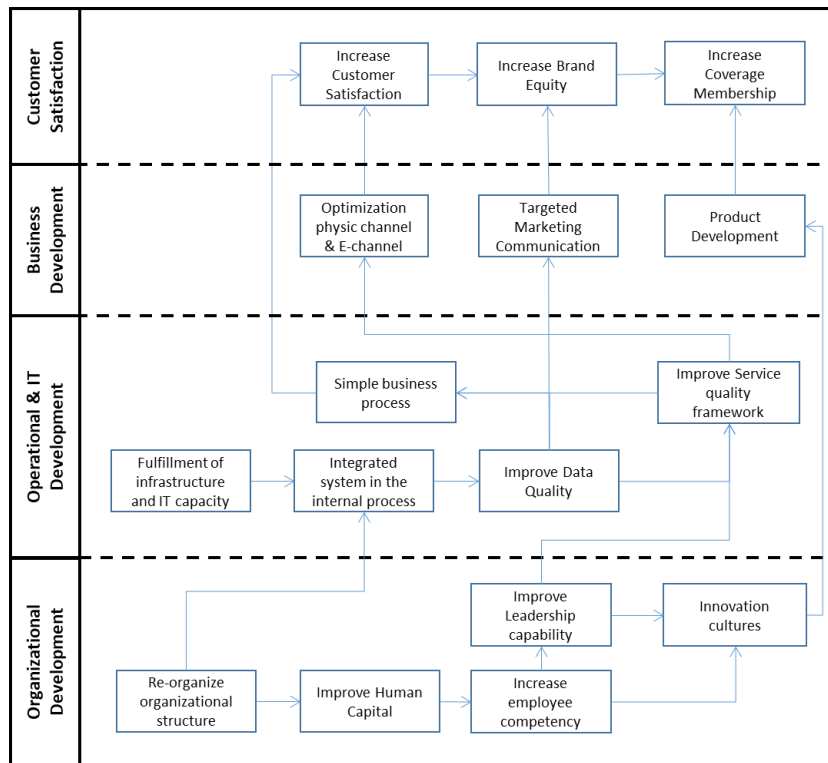 Customer
Satisfaction
Increase
Customer
Satisfaction
Increase Brand
Equity
Increase
Coverage
Membership
Business
Development
Optimization
physic channel
& E-channel
Targeted
Marketing
Communication
Product
Development
Operational & IT
Development
Simple business
process
Improve Service
quality
framework
Fulfillment of
infrastructure
and IT capacity
Integrated
system in the
internal process
Improve Data
Quality
Organizational
Development
Improve
Leadership
capability
Innovation
cultures
Re-organize
organizational
structure
Improve Human
Capital
Increase
employee
competency